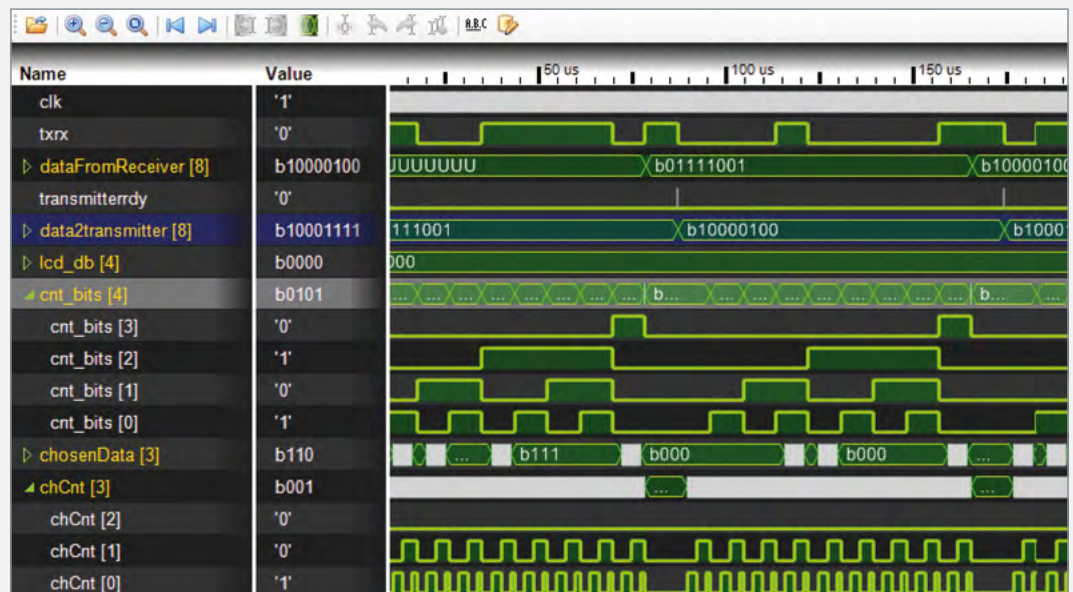 A.B.C
Name Value 50 us 100 us 150 us
clk '1'
txrx '0'
dataFromReceiver [8] b10000100 UUUUUUU b01111001 b10000100
transmitterrdy '0'
data2transmitter [8] b10001111 111001 b10000100 b1000
lcd_db [4] b0000 000
cnt_bits [4] b0101 ... ... ... ... ... ... ... ... b... ... ... ... ... ... ... ... ... b... ...
cnt_bits [3] '0'
cnt_bits [2] '1'
cnt_bits [1] '0'
cnt_bits [0] '1'
chosenData [3] b110 ... b111 b000 b000 ...
chCnt [3] b001 ... ...
chCnt [2] '0'
chCnt [1] '0'
chCnt [0] '1'